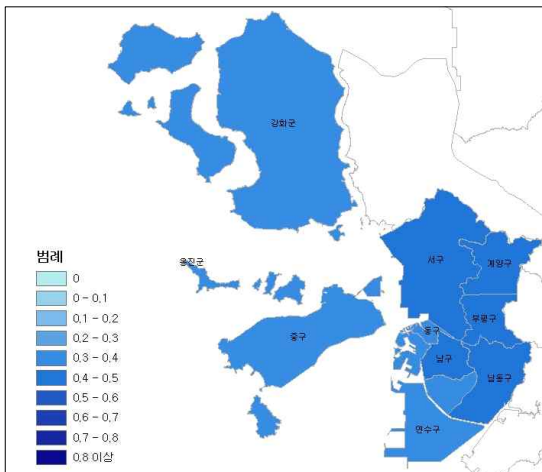 강화군
옹진군
서구
계양구
부평구
동구
중구
남구
남동구
연수구
범례
0
0 - 0.1
0.1 - 0.2
0.2 - 0.3
0.3 - 0.4
0.4 - 0.5
0.5 - 0.6
0.6 - 0.7
0.7 - 0.8
0.8 이상